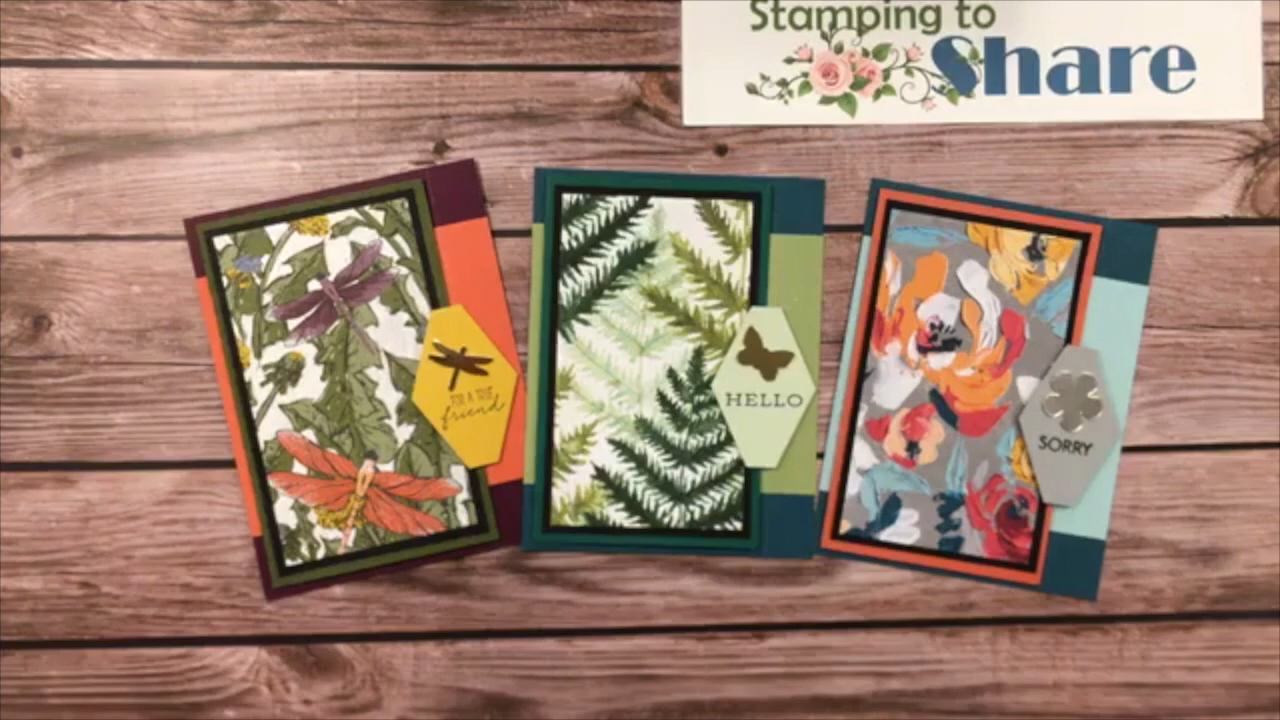 Stamping to
Share
FOR A TRUE
friend
HELLO
SORRY